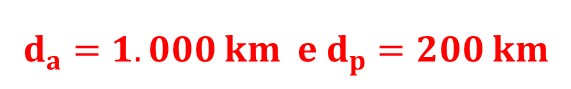 dₐ = 1.000 km e dₚ = 200 km